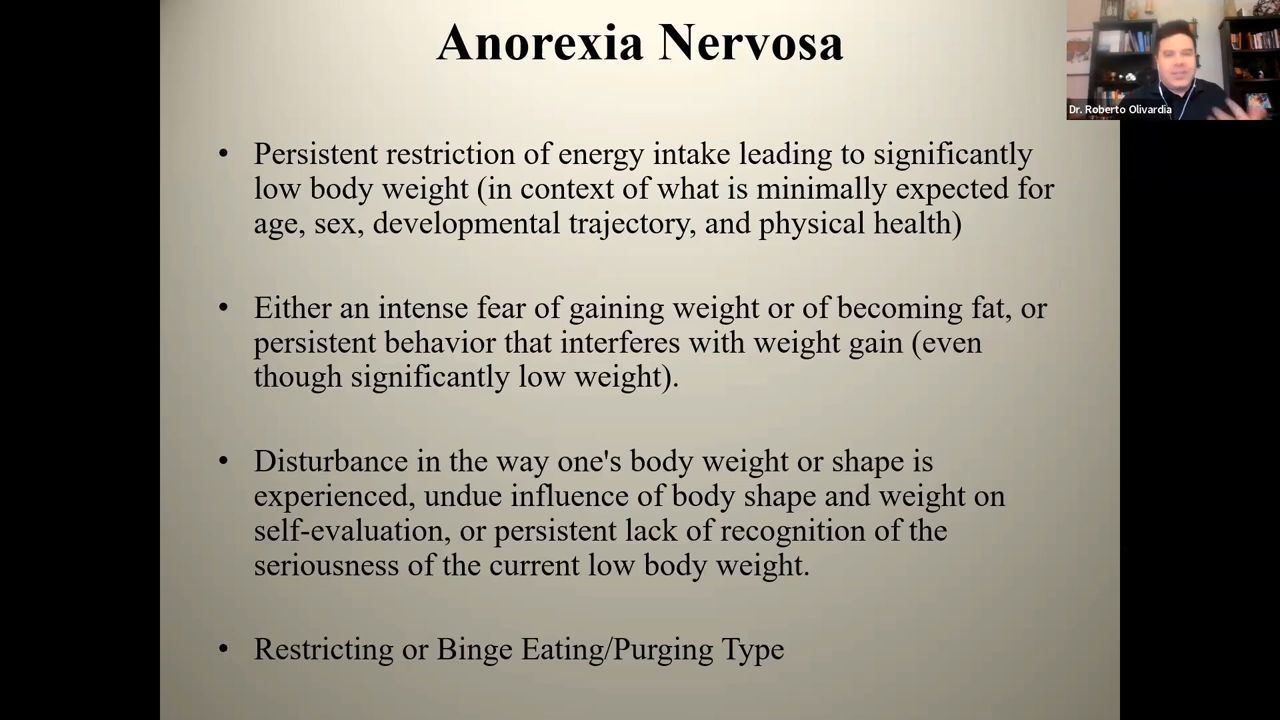 Anorexia Nervosa
Dr. Roberto Olivardia
• Persistent restriction of energy intake leading to significantly
low body weight (in context of what is minimally expected for
age, sex, developmental trajectory, and physical health)
• Either an intense fear of gaining weight or of becoming fat, or
persistent behavior that interferes with weight gain (even
though significantly low weight).
• Disturbance in the way one's body weight or shape is
experienced, undue influence of body shape and weight on
self-evaluation, or persistent lack of recognition of the
seriousness of the current low body weight.
• Restricting or Binge Eating/Purging Type